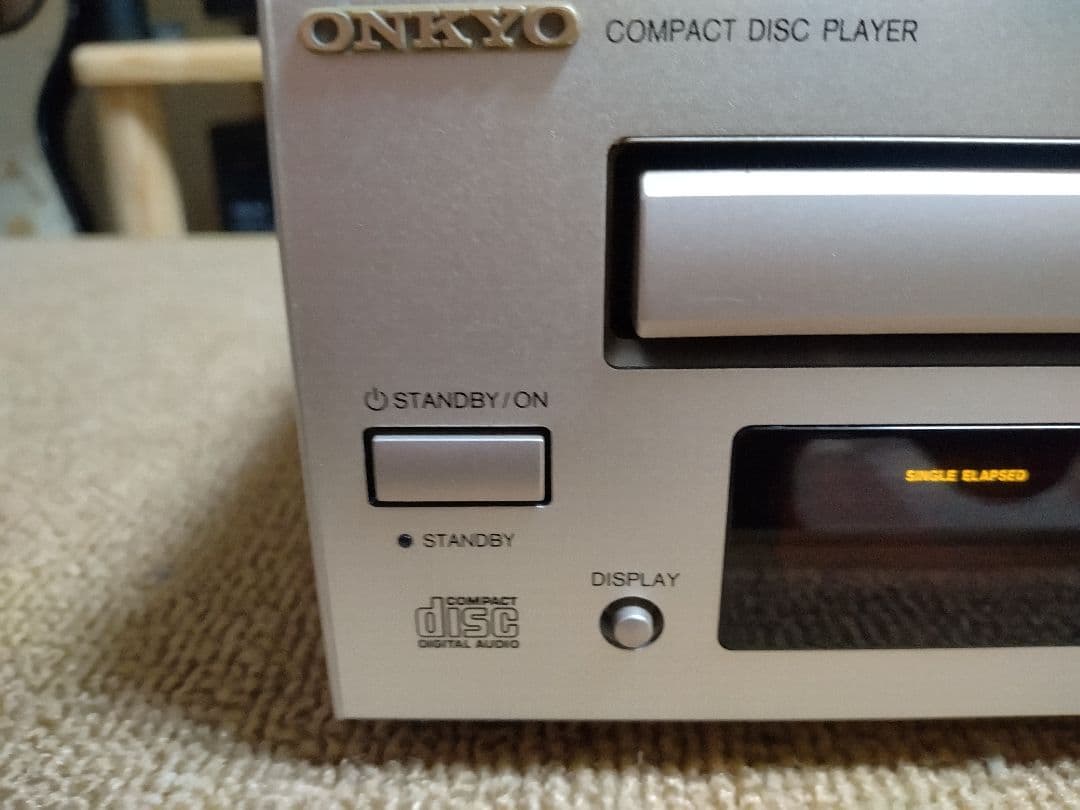 ONKYO COMPACT DISC PLAYER
STANDBY/ON
SINGLE ELAPSED
STANDBY
DISPLAY
COMPACT
disc
DIGITAL AUDIO